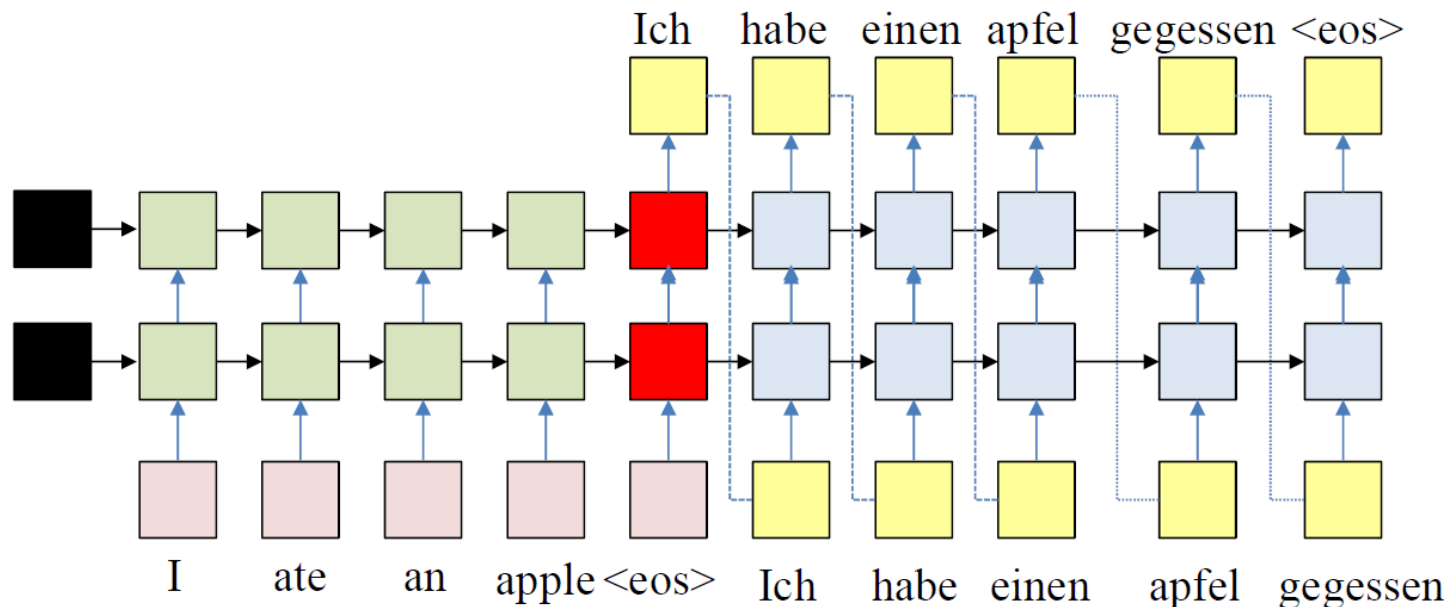 Ich habe einen apfel gegessen <eos>
I ate an apple <eos> Ich habe einen apfel gegessen